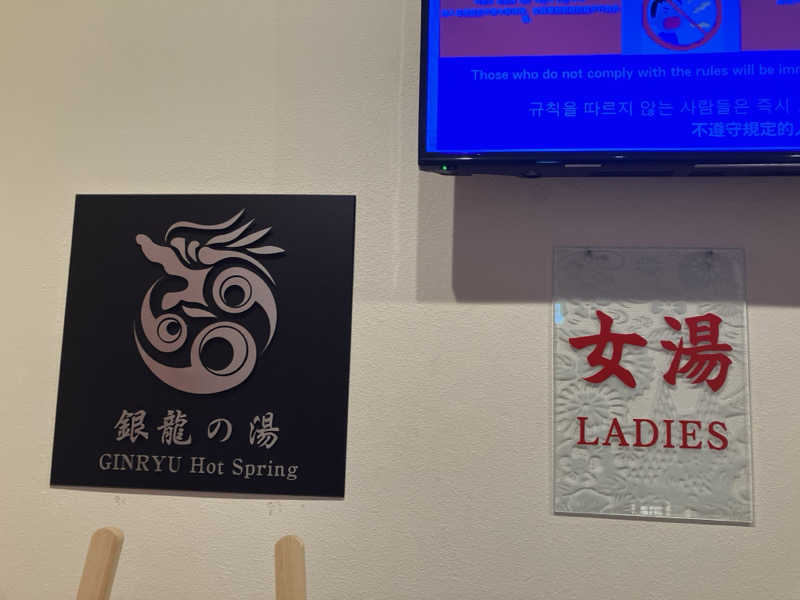 Those who do not comply with the rules will be imm
규칙을 따르지 않는 사람들은 즉시
不遵守規定的人
銀龍の湯
GINRYU Hot Spring
女湯
LADIES